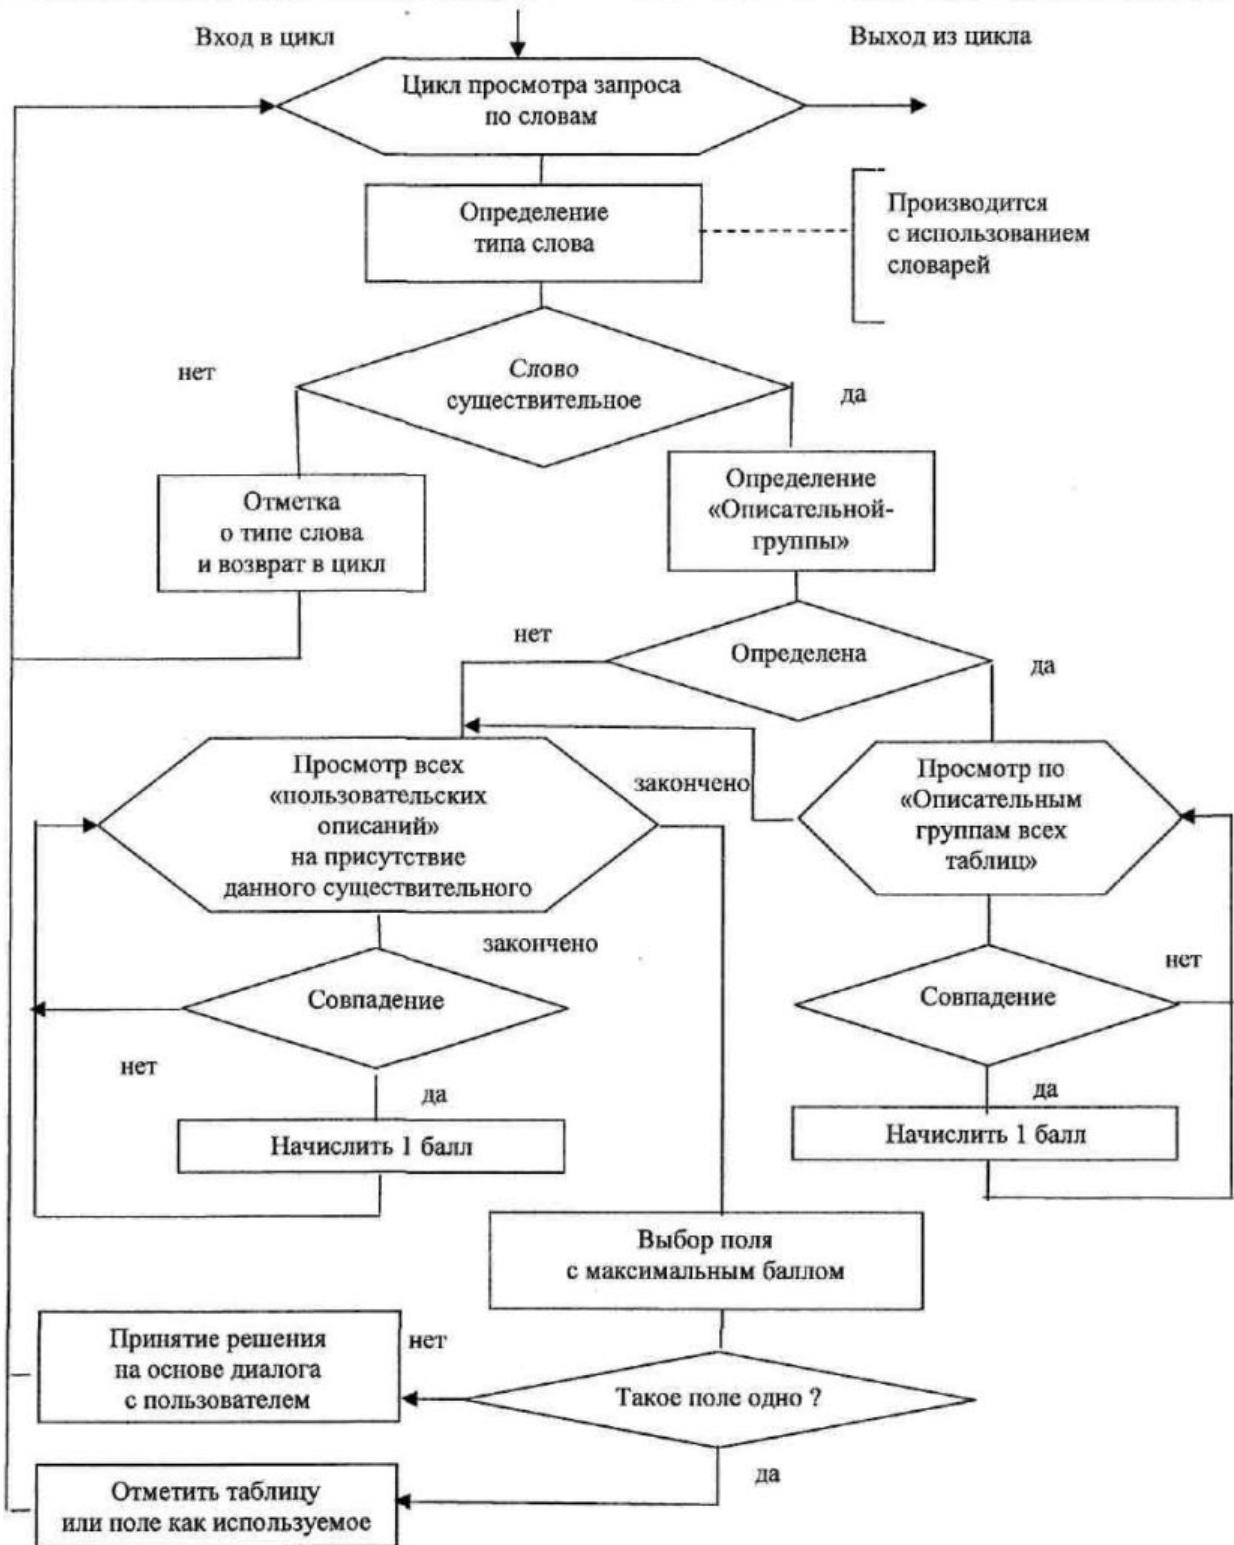 Вход в цикл
Выход из цикла
Цикл просмотра запроса
по словам
Определение
типа слова
Производится
с использованием
словарей
нет
Слово
существительное
да
Отметка
о типе слова
и возврат в цикл
Определение
«Описательной-
группы»
нет
Определена
да
Просмотр всех
«пользовательских
описаний»
на присутствие
данного существительного
закончено
Просмотр по
«Описательным
группам всех
таблиц»
закончено
Совпадение
нет
да
Начислить 1 балл
Совпадение
нет
да
Начислить 1 балл
Выбор поля
с максимальным баллом
Принятие решения
на основе диалога
с пользователем
нет
Такое поле одно ?
да
Отметить таблицу
или поле как используемое